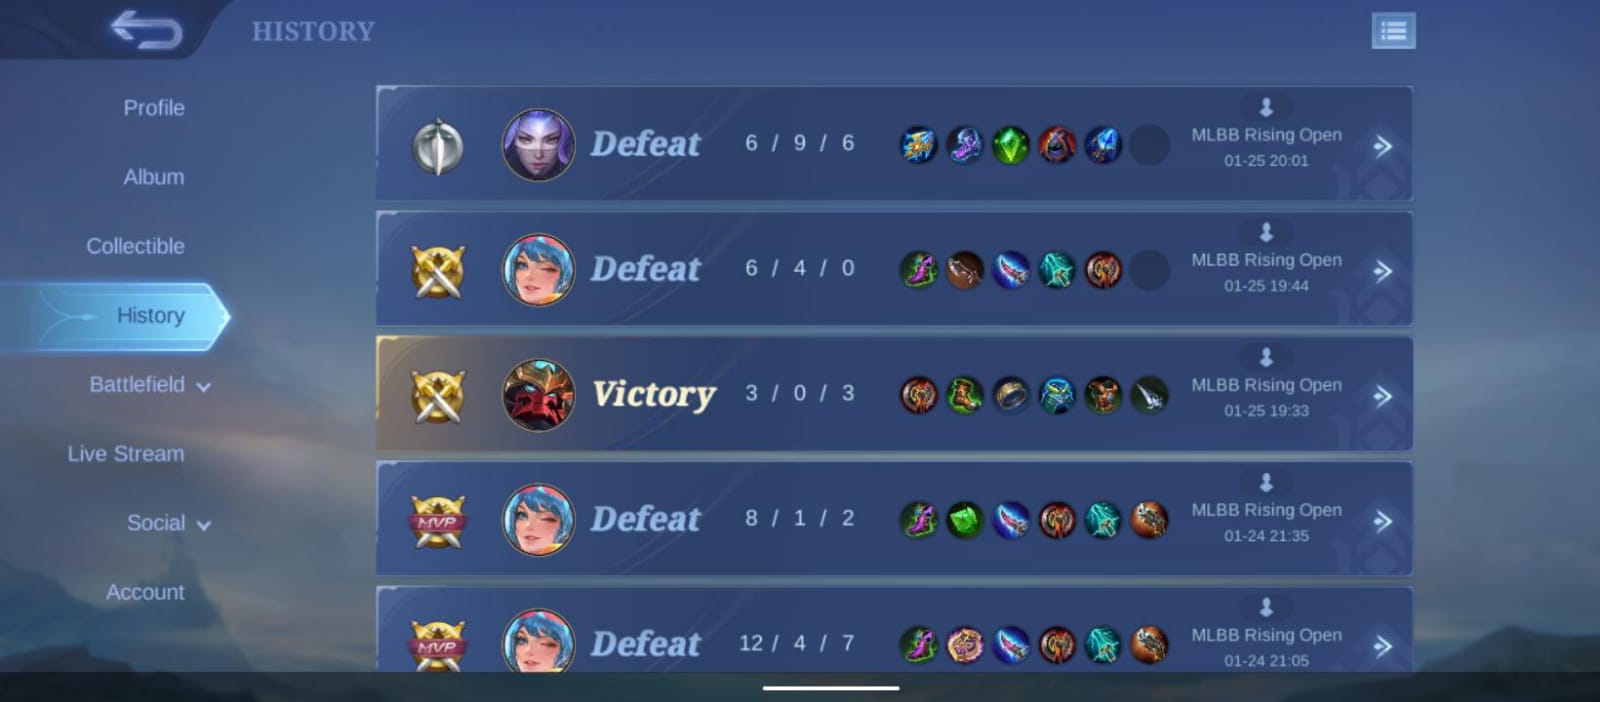 HISTORY
Profile
Album
Collectible
History
Battlefield
Live Stream
Social
Account
Defeat 6 / 9 / 6 MLBB Rising Open
01-25 20:01
Defeat 6 / 4 / 0 MLBB Rising Open
01-25 19:44
Victory 3 / 0 / 3 MLBB Rising Open
01-25 19:33
MVP Defeat 8 / 1 / 2 MLBB Rising Open
01-24 21:35
MVP Defeat 12 / 4 / 7 MLBB Rising Open
01-24 21:05